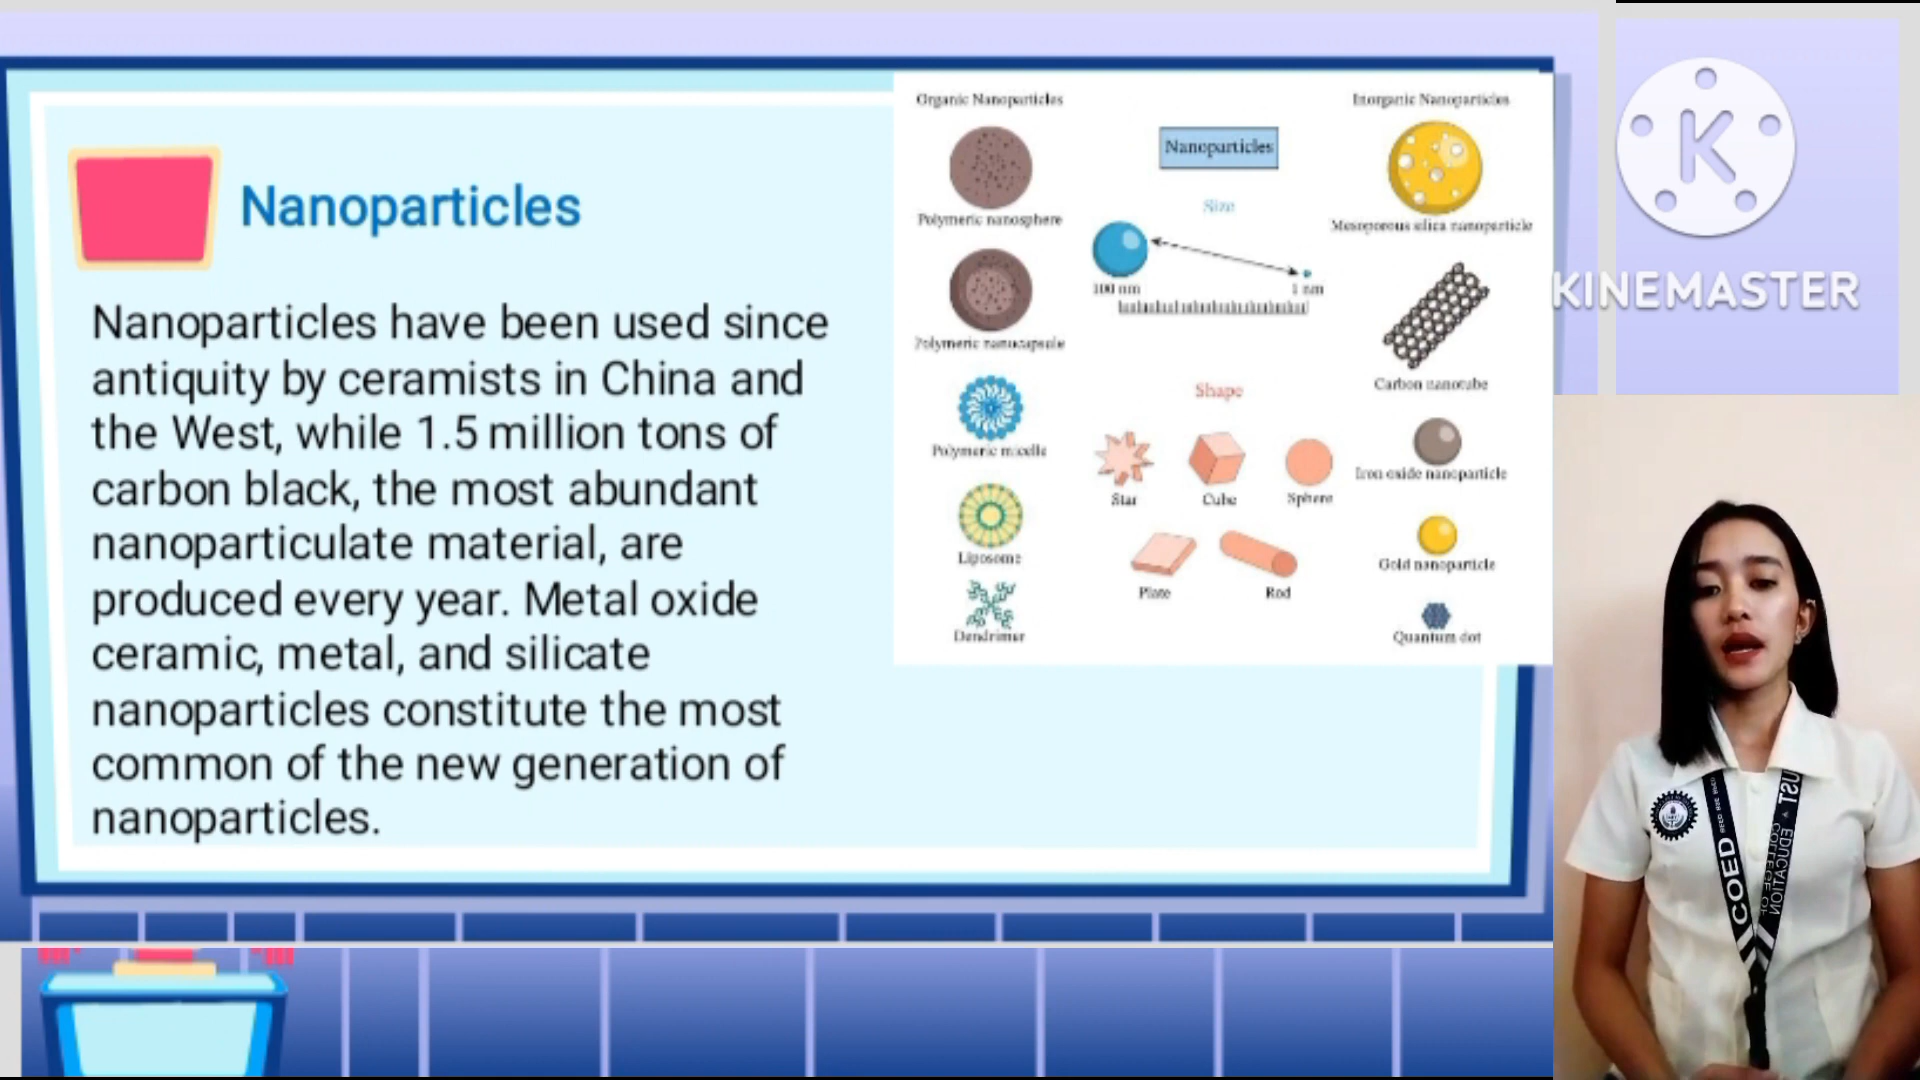 Nanoparticles
Nanoparticles have been used since
antiquity by ceramists in China and
the West, while 1.5 million tons of
carbon black, the most abundant
nanoparticulate material, are
produced every year. Metal oxide
ceramic, metal, and silicate
nanoparticles constitute the most
common of the new generation of
nanoparticles.
Organic Nanoparticles
Polymeric nanosphere
Polymeric nanocapsule
Polymeric micelle
Liposome
Dendrimer
Nanoparticles
Size
100 nm
1 nm
Shape
Star
Cube
Sphere
Plate
Rod
Inorganic Nanoparticles
Mesoporous silica nanoparticle
Carbon nanotube
Iron oxide nanoparticle
Gold nanoparticle
Quantum dot
K
KINEMASTER
COED
UST
COLLEGE OF
EDUCATION